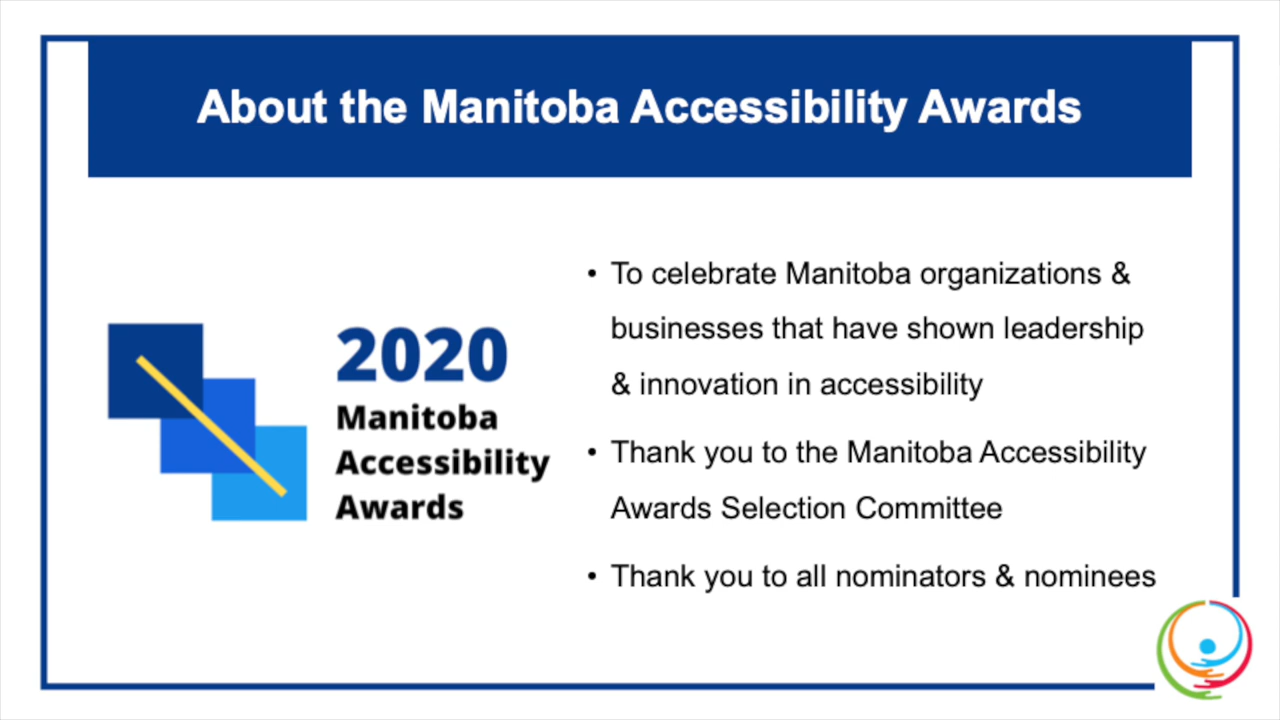 About the Manitoba Accessibility Awards
2020
Manitoba
Accessibility
Awards
• To celebrate Manitoba organizations &
businesses that have shown leadership
& innovation in accessibility
• Thank you to the Manitoba Accessibility
Awards Selection Committee
• Thank you to all nominators & nominees